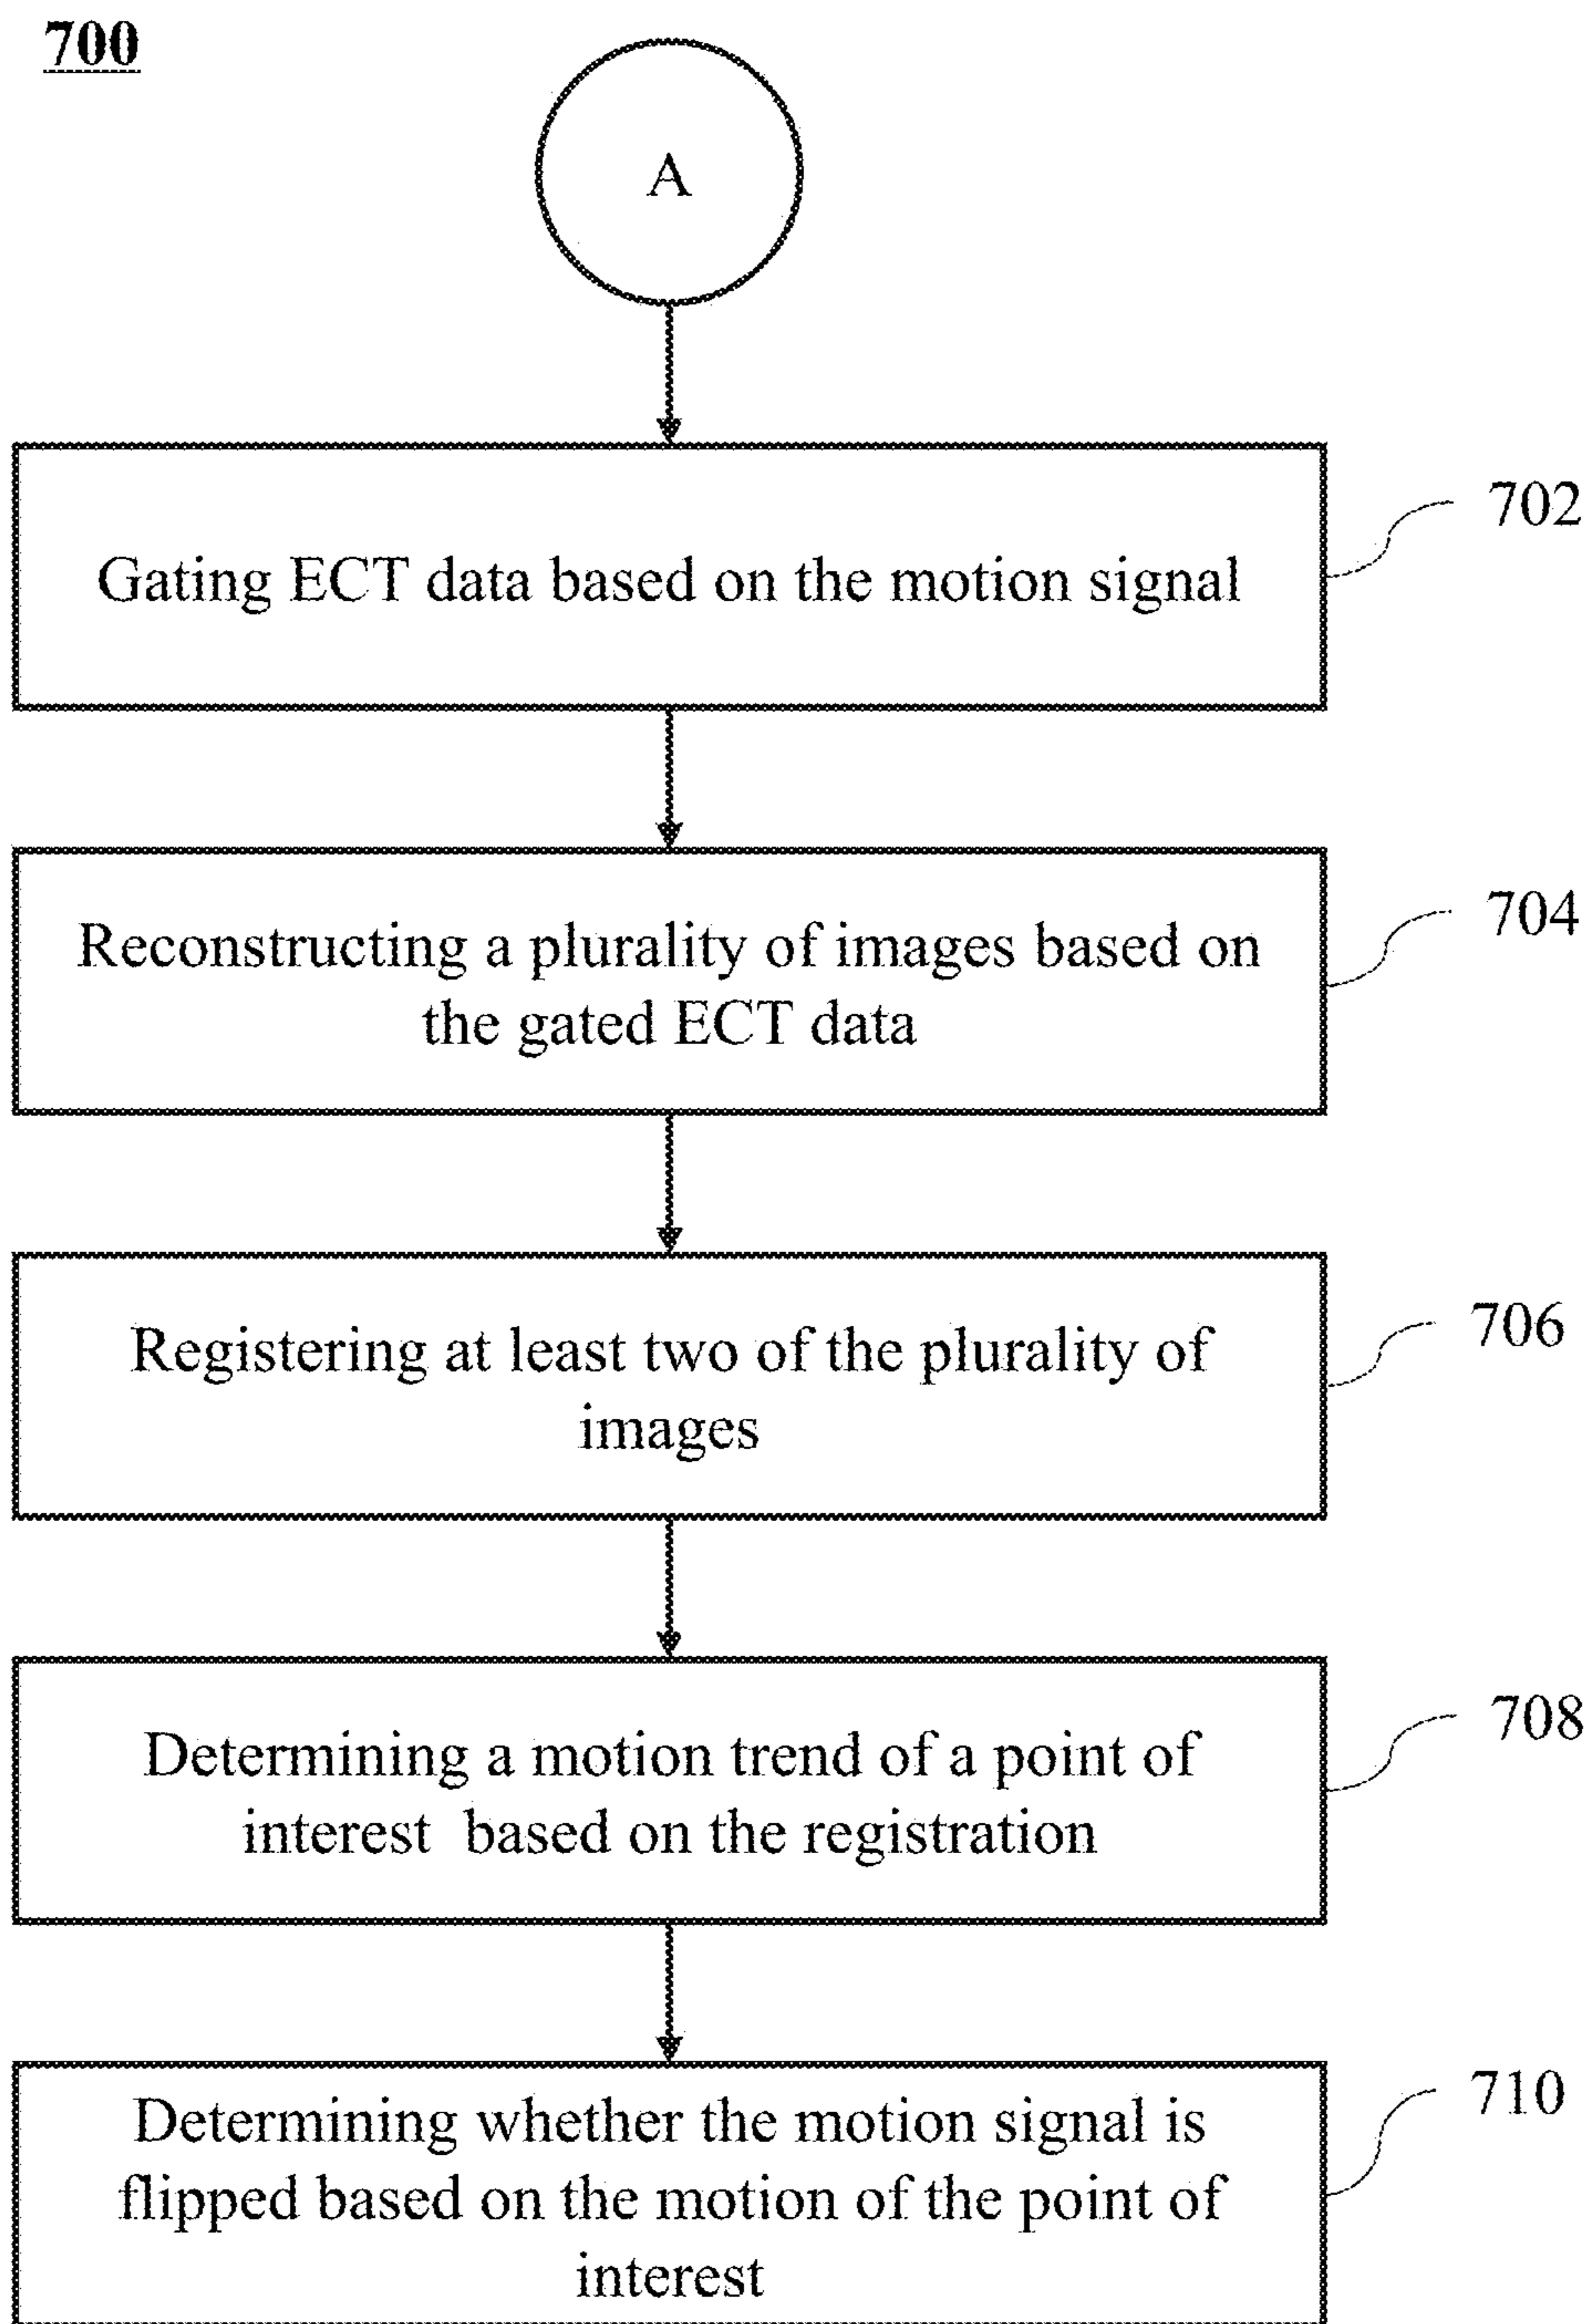 700
A
Gating ECT data based on the motion signal
702
Reconstructing a plurality of images based on
the gated ECT data
704
Registering at least two of the plurality of
images
706
Determining a motion trend of a point of
interest based on the registration
708
Determining whether the motion signal is
flipped based on the motion of the point of
interest
710